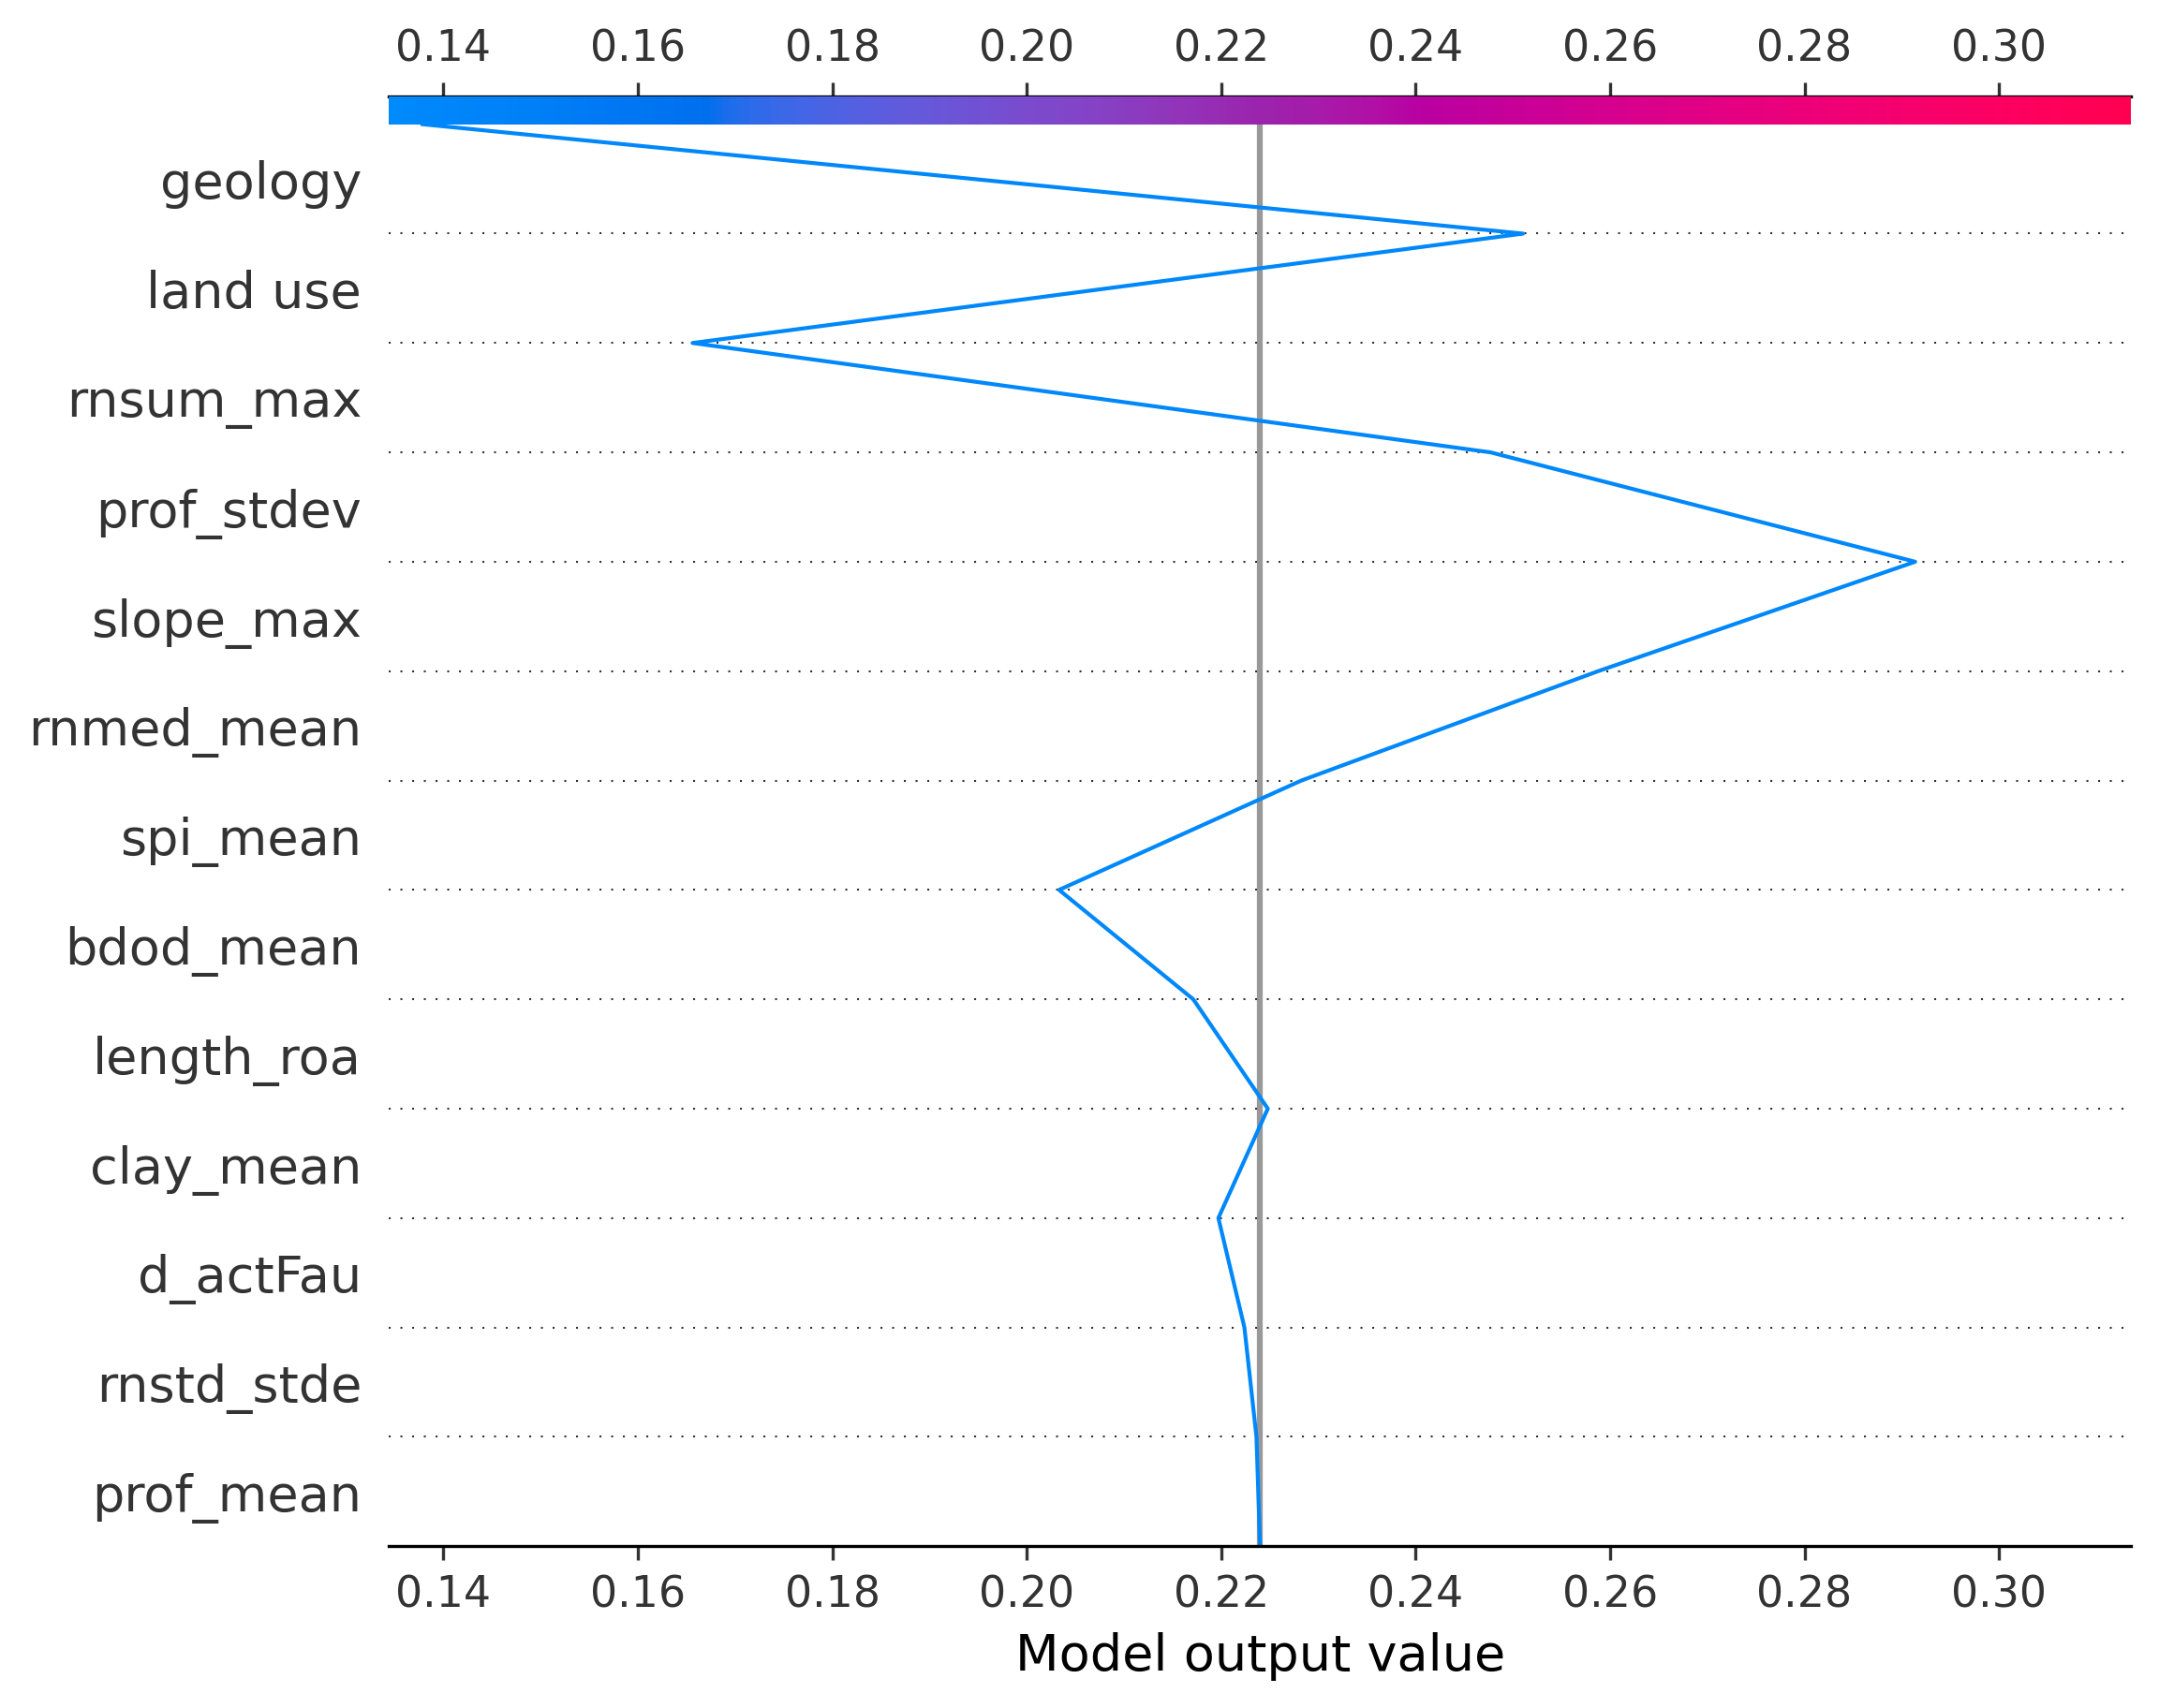 0.14 0.16 0.18 0.20 0.22 0.24 0.26 0.28 0.30
geology
land use
rnsum_max
prof_stdev
slope_max
rnmed_mean
spi_mean
bdod_mean
length_roa
clay_mean
d_actFau
rnstd_stde
prof_mean
0.14 0.16 0.18 0.20 0.22 0.24 0.26 0.28 0.30
Model output value